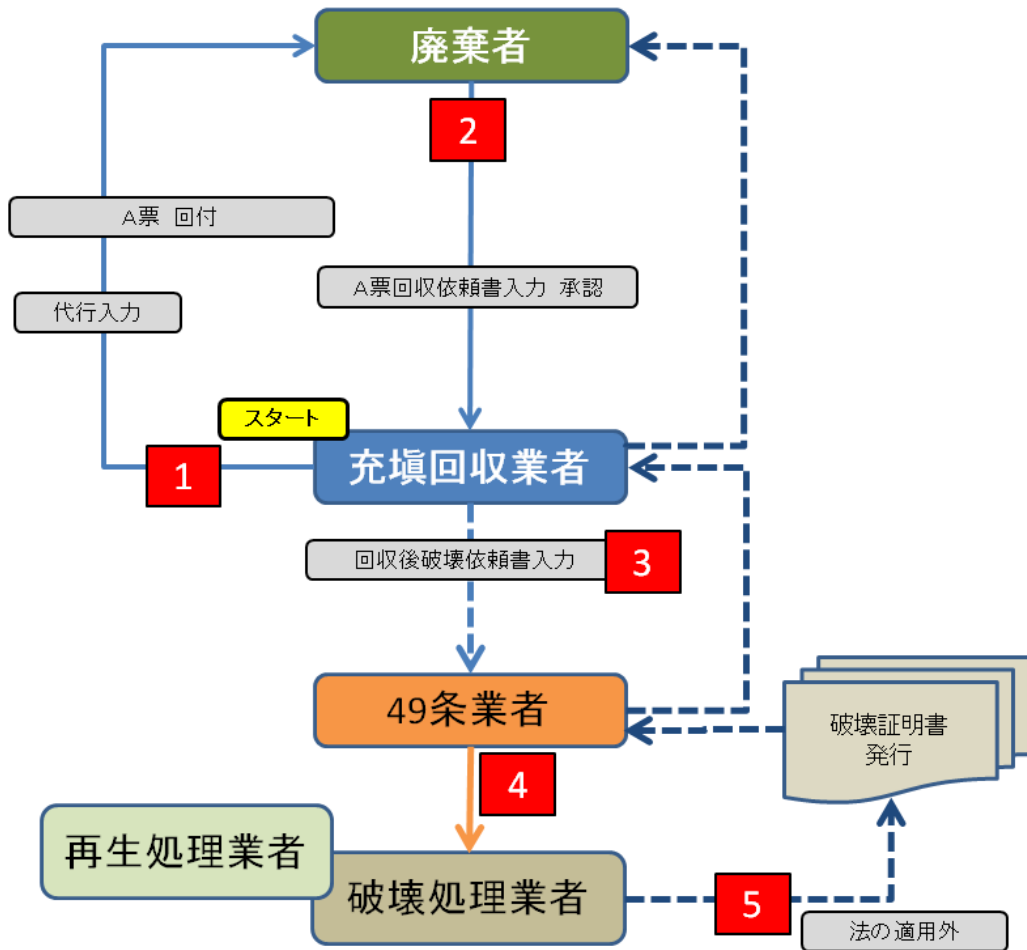 廃棄者
2
A票 回付
A票回収依頼書入力 承認
代行入力
スタート
1
充塡回収業者
回収後破壊依頼書入力
3
49条業者
破壊証明書
発行
4
再生処理業者
破壊処理業者
5
法の適用外